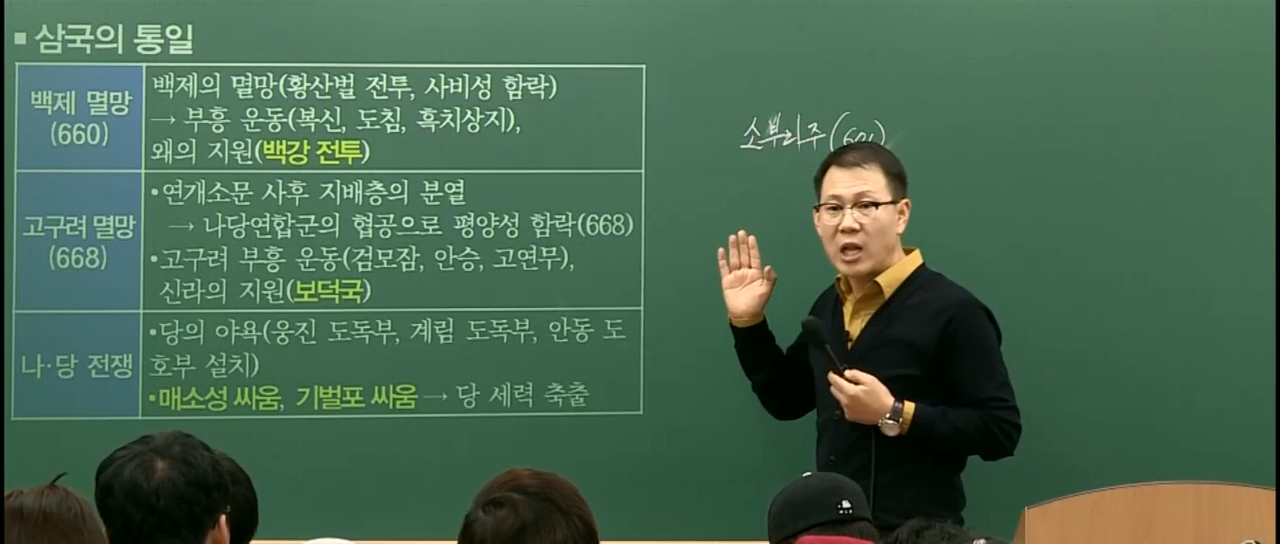 ▪ 삼국의 통일
백제 멸망
(660)
백제의 멸망(황산벌 전투, 사비성 함락)
→ 부흥 운동(복신, 도침, 흑치상지),
왜의 지원(백강 전투)
고구려 멸망
(668)
•연개소문 사후 지배층의 분열
→ 나당연합군의 협공으로 평양성 함락(668)
•고구려 부흥 운동(검모잠, 안승, 고연무),
신라의 지원(보덕국)
나·당 전쟁
•당의 야욕(웅진 도독부, 계림 도독부, 안동 도
호부 설치)
•매소성 싸움, 기벌포 싸움 → 당 세력 축출
소부리주